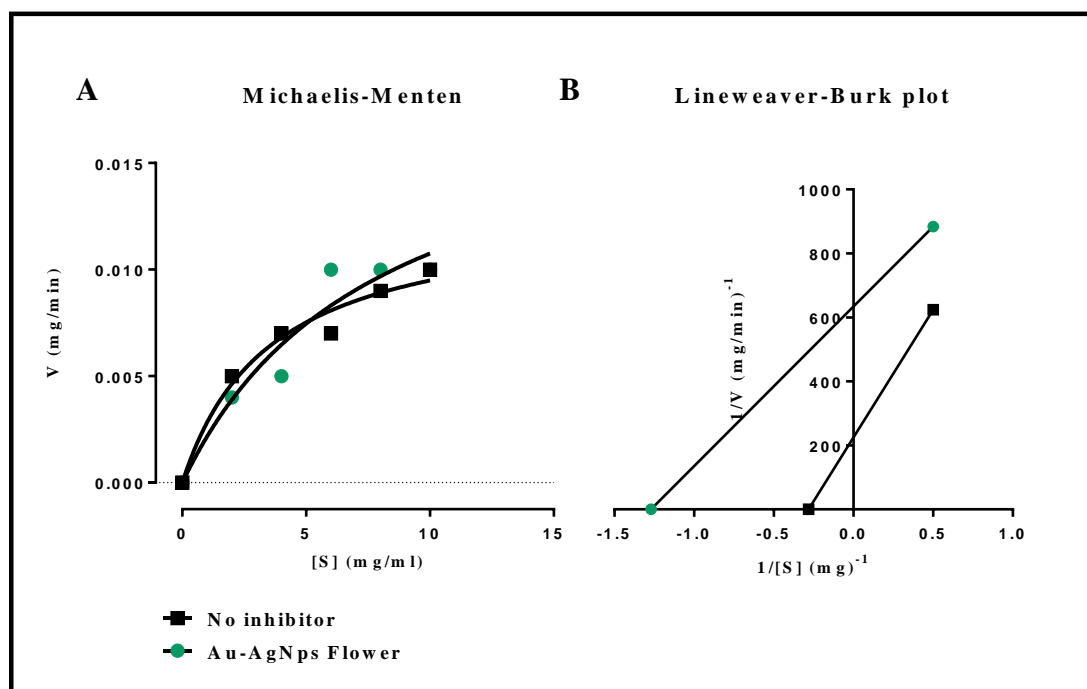 A
Michaelis-Menten
V (mg/min)
0.015
0.010
0.005
0.000
0
5
10
15
[S] (mg/ml)
No inhibitor
Au-AgNps Flower
B
Lineweaver-Burk plot
1/V (mg/min)⁻¹
1000
800
600
400
200
-1.5
-1.0
-0.5
0.0
0.5
1.0
1/[S] (mg)⁻¹